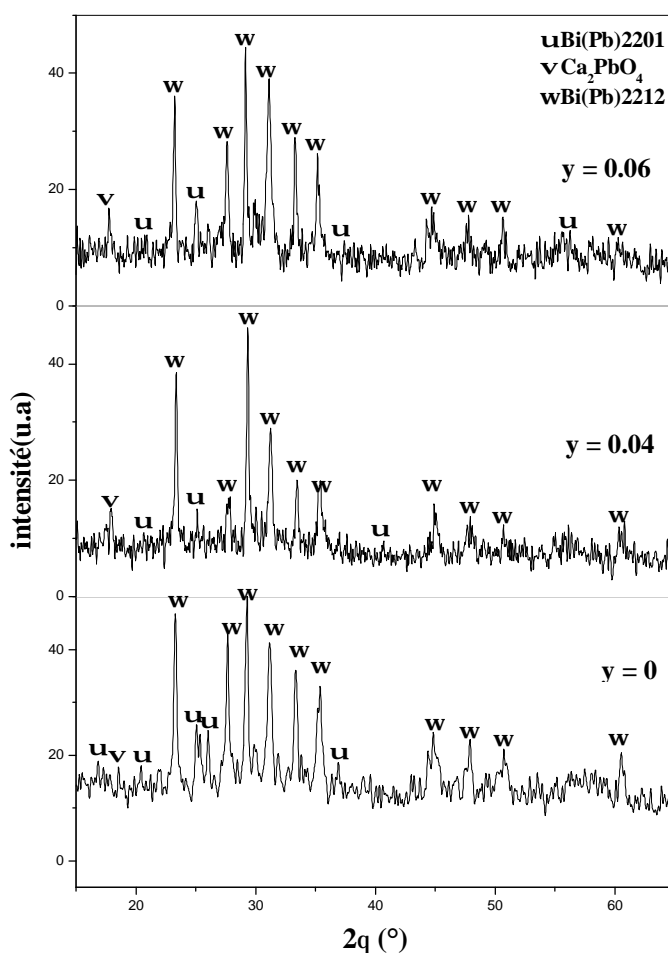 uBi(Pb)2201
vCa₂PbO₄
wBi(Pb)2212
y = 0.06
w w w w w w w
v u u u w w w u w
40
20
0
y = 0.04
w w w w w w
v u u w u w w w w
40
20
0
y = 0
w w w w w w
u v u u u u w w w w
40
20
0
20 30 40 50 60
intensité(u.a)
2q (°)